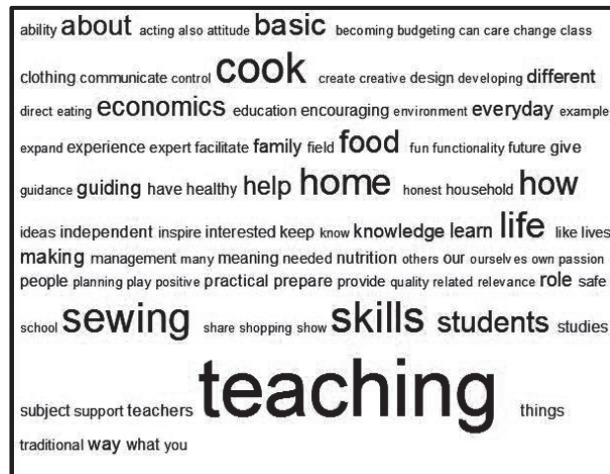 ability about acting also attitude basic becoming budgeting can care change class
clothing communicate control cook create creative design developing different
direct eating economics education encouraging environment everyday example
expand experience expert facilitate family field food fun functionality future give
guidance guiding have healthy help home honest household how
ideas independent inspire interested keep know knowledge learn life like lives
making management many meaning needed nutrition others our ourselves own passion
people planning play positive practical prepare provide quality related relevance role safe
school sewing share shopping show skills students studies
subject support teachers teaching things
traditional way what you